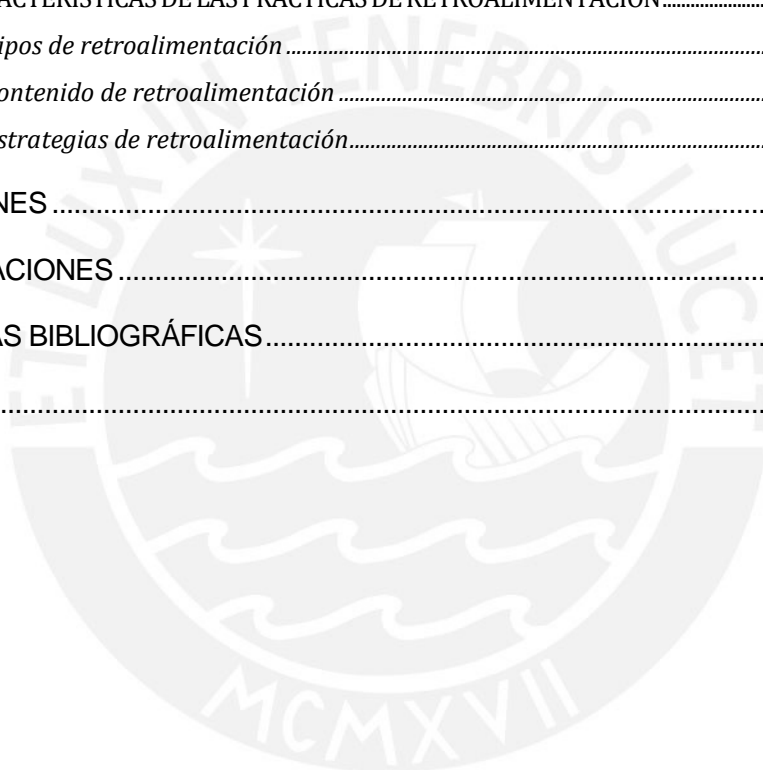 ACTERÍSTICAS DE LAS PRÁCTICAS DE RETROALIMENTACIÓN........................
ipos de retroalimentación ........................
ontenido de retroalimentación ........................
strategias de retroalimentación........................
NES ........................
ACIONES ........................
AS BIBLIOGRÁFICAS........................
........................
ET LUX IN TENEBRIS LUCET
MCMXVII